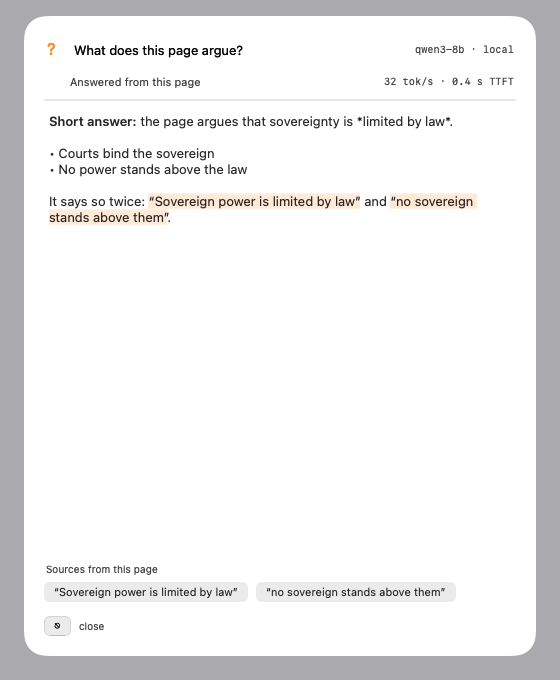 ? What does this page argue? qwen3-8b · local
Answered from this page 32 tok/s · 0.4 s TTFT
Short answer: the page argues that sovereignty is *limited by law*.
• Courts bind the sovereign
• No power stands above the law
It says so twice: “Sovereign power is limited by law” and “no sovereign
stands above them”.
Sources from this page
“Sovereign power is limited by law” “no sovereign stands above them”
close